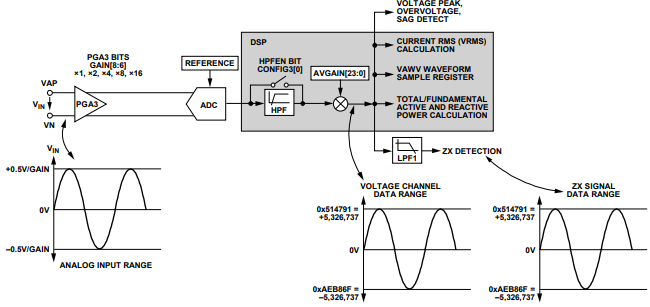 VOLTAGE PEAK,
OVERVOLTAGE,
SAG DETECT
DSP
CURRENT RMS (VRMS)
CALCULATION
PGA3 BITS
GAIN[8:6]
×1, ×2, ×4, ×8, ×16
REFERENCE
HPFEN BIT
CONFIG3[0]
AVGAIN[23:0]
VAWV WAVEFORM
SAMPLE REGISTER
VAP
VIN
VN
PGA3
ADC
HPF
TOTAL/FUNDAMENTAL
ACTIVE AND REACTIVE
POWER CALCULATION
LPF1
ZX DETECTION
VIN
+0.5V/GAIN
0V
–0.5V/GAIN
ANALOG INPUT RANGE
VOLTAGE CHANNEL
DATA RANGE
0x514791 =
+5,326,737
0V
0xAEB86F =
–5,326,737
ZX SIGNAL
DATA RANGE
0x514791 =
+5,326,737
0V
0xAEB86F =
–5,326,737